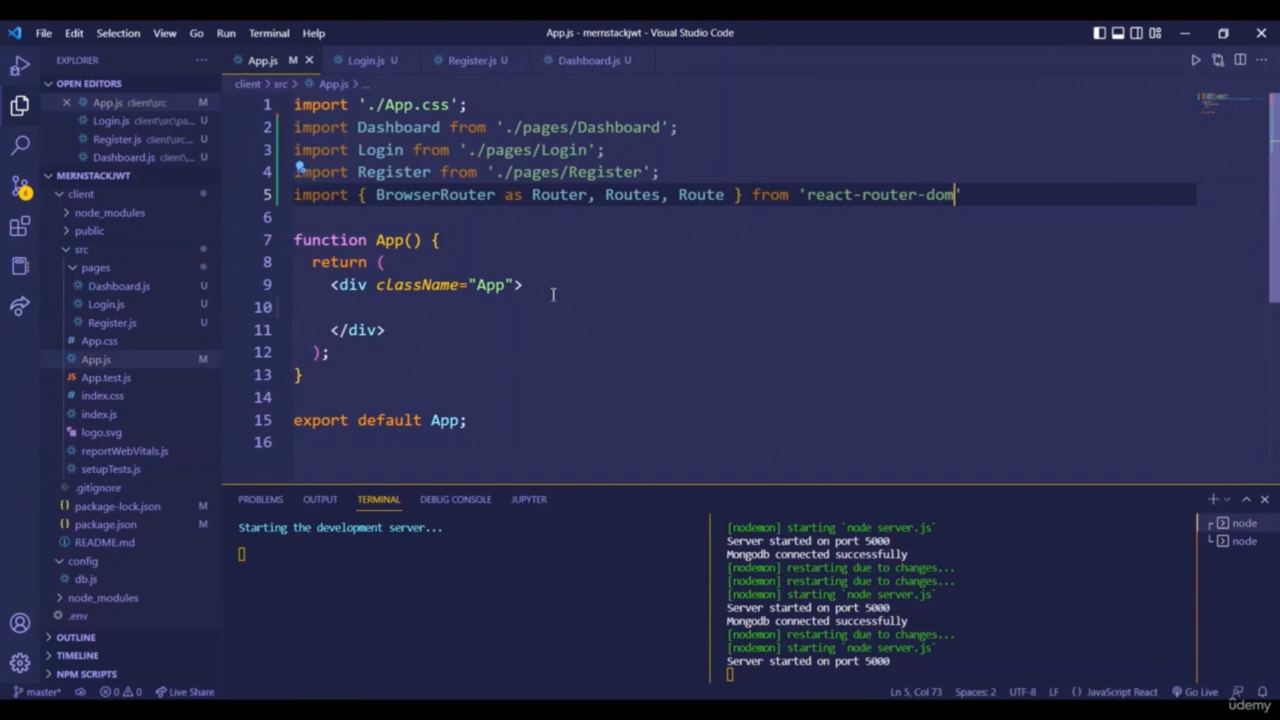 File Edit Selection View Go Run Terminal Help
App.js - mernstackjwt - Visual Studio Code
EXPLORER
OPEN EDITORS
App.js client\src M
Login.js client\src\pa... U
Register.js client\src... U
Dashboard.js client\... U
MERNSTACKJWT
client
node_modules
public
src
pages
Dashboard.js U
Login.js U
Register.js U
App.css
App.js M
App.test.js
index.css
index.js
logo.svg
reportWebVitals.js
setupTests.js
.gitignore
package-lock.json M
package.json M
README.md
config
db.js
node_modules
.env
OUTLINE
TIMELINE
NPM SCRIPTS
App.js M Login.js U Register.js U Dashboard.js U
client > src > App.js > ...
1 import './App.css';
2 import Dashboard from './pages/Dashboard';
3 import Login from './pages/Login';
4 import Register from './pages/Register';
5 import { BrowserRouter as Router, Routes, Route } from 'react-router-dom'
6
7 function App() {
8 return (
9 <div className="App">
10
11 </div>
12 );
13 }
14
15 export default App;
16
PROBLEMS OUTPUT TERMINAL DEBUG CONSOLE JUPYTER
Starting the development server...
[nodemon] starting `node server.js`
Server started on port 5000
Mongodb connected successfully
[nodemon] restarting due to changes...
[nodemon] restarting due to changes...
[nodemon] starting `node server.js`
Server started on port 5000
Mongodb connected successfully
[nodemon] restarting due to changes...
[nodemon] starting `node server.js`
Server started on port 5000
node
node
master* 0 0 Live Share
Ln 5, Col 73 Spaces: 2 UTF-8 LF {} JavaScript React Go Live
ûdemy